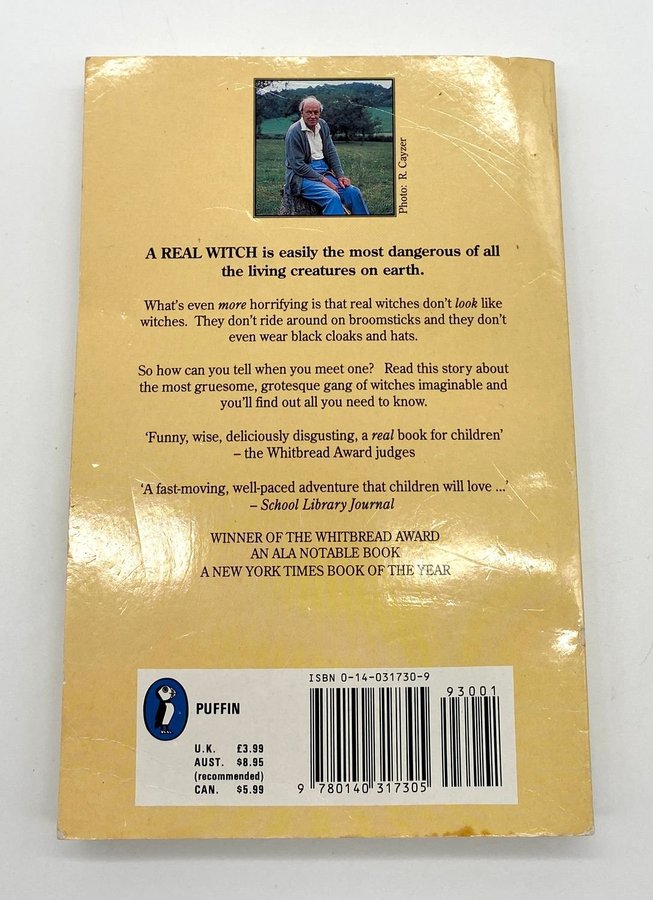 Photo: R. Cayzer
A REAL WITCH is easily the most dangerous of all
the living creatures on earth.
What's even more horrifying is that real witches don't look like
witches. They don't ride around on broomsticks and they don't
even wear black cloaks and hats.
So how can you tell when you meet one? Read this story about
the most gruesome, grotesque gang of witches imaginable and
you'll find out all you need to know.
'Funny, wise, deliciously disgusting, a real book for children'
– the Whitbread Award judges
'A fast-moving, well-paced adventure that children will love ...'
– School Library Journal
WINNER OF THE WHITBREAD AWARD
AN ALA NOTABLE BOOK
A NEW YORK TIMES BOOK OF THE YEAR
PUFFIN
U.K. £3.99
AUST. $8.95
(recommended)
CAN. $5.99
ISBN 0-14-031730-9
93001
9 780140 317305